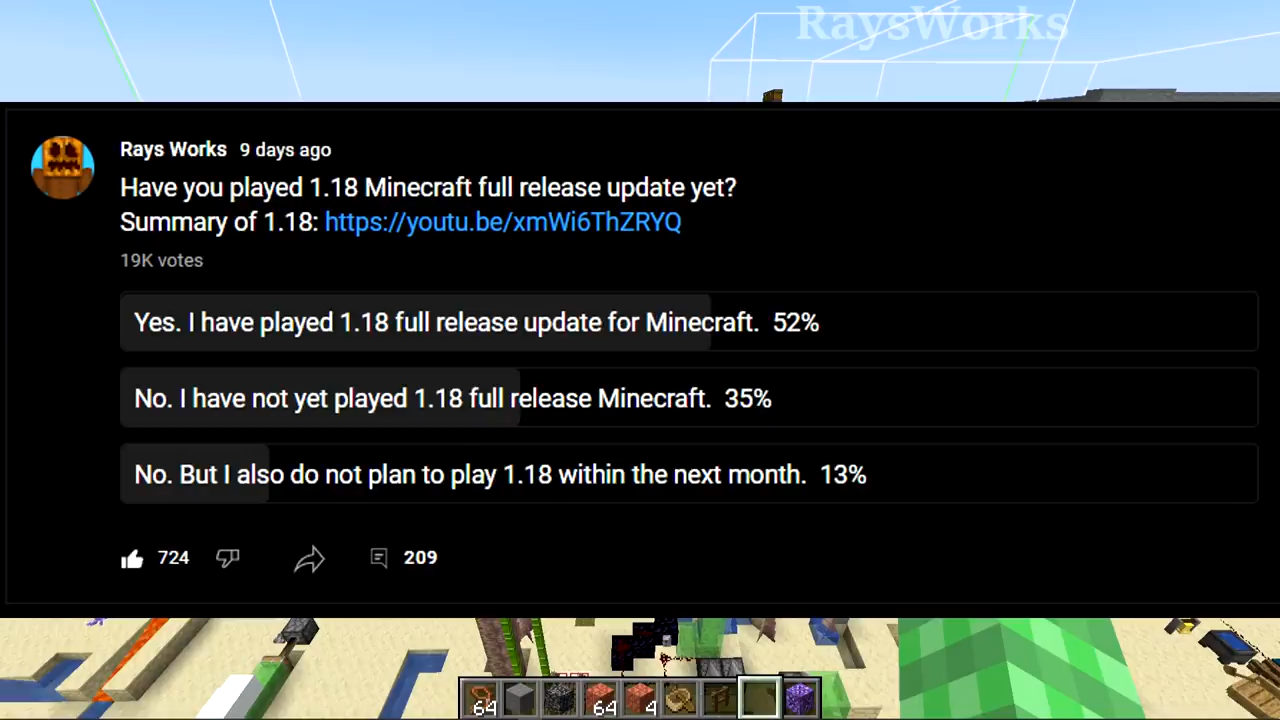 RaysWorks
Rays Works 9 days ago
Have you played 1.18 Minecraft full release update yet?
Summary of 1.18: https://youtu.be/xmWi6ThZRYQ
19K votes
Yes. I have played 1.18 full release update for Minecraft. 52%
No. I have not yet played 1.18 full release Minecraft. 35%
No. But I also do not plan to play 1.18 within the next month. 13%
724 209
64 64 4